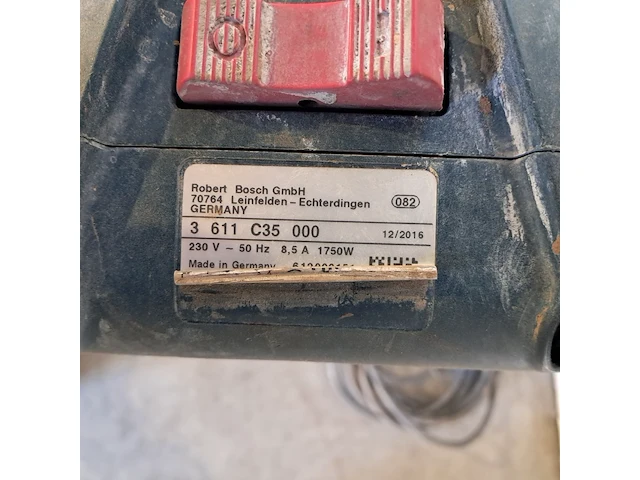 Robert Bosch GmbH
70764 Leinfelden – Echterdingen
GERMANY
082
3 611 C35 000
12/2016
230 V – 50 Hz 8,5 A 1750W
Made in Germany